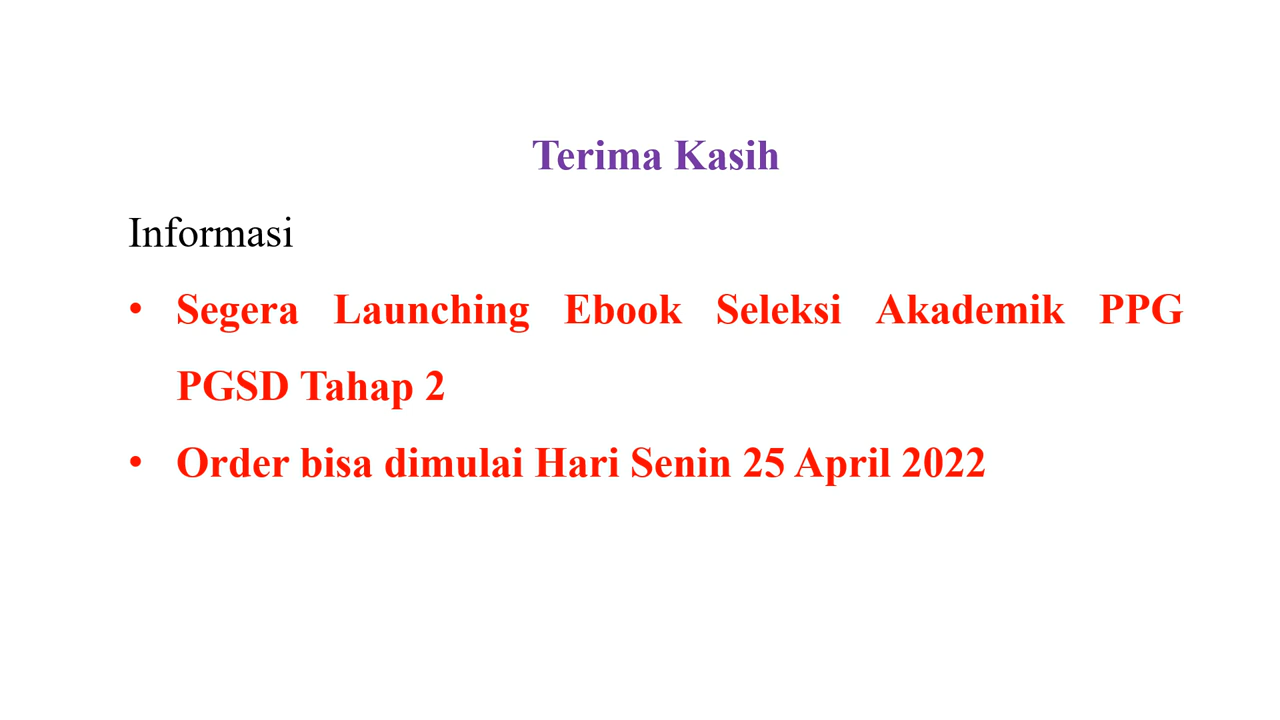 Terima Kasih
Informasi
• Segera Launching Ebook Seleksi Akademik PPG
PGSD Tahap 2
• Order bisa dimulai Hari Senin 25 April 2022